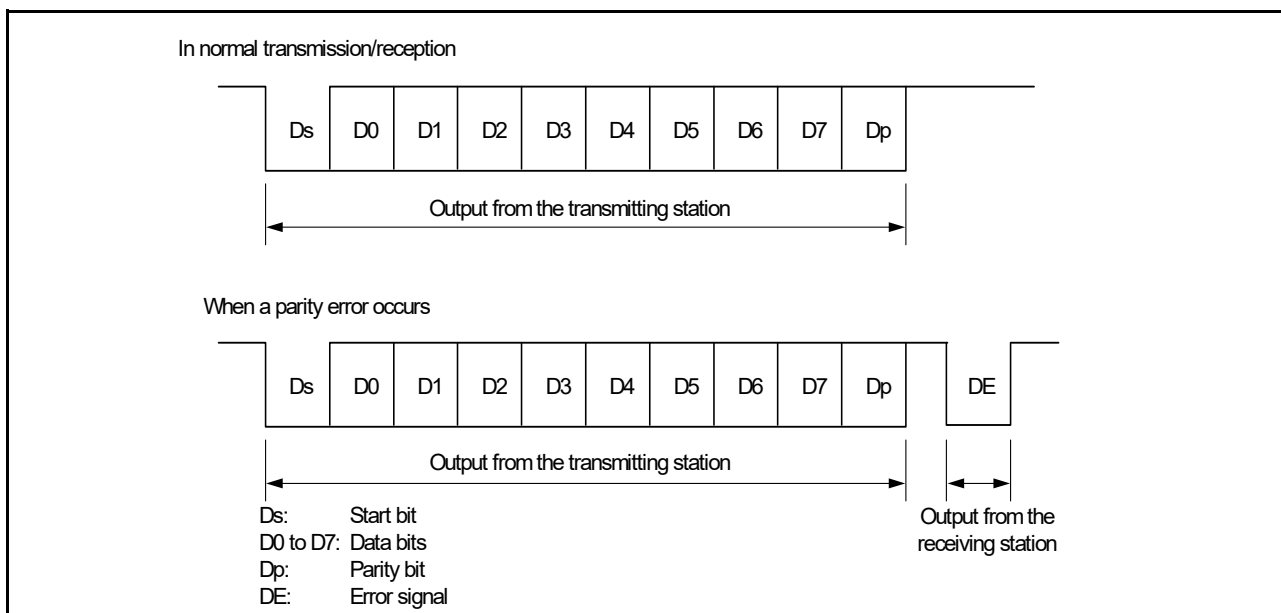 In normal transmission/reception
Ds D0 D1 D2 D3 D4 D5 D6 D7 Dp
Output from the transmitting station
When a parity error occurs
Ds D0 D1 D2 D3 D4 D5 D6 D7 Dp DE
Output from the transmitting station
Output from the
receiving station
Ds: Start bit
D0 to D7: Data bits
Dp: Parity bit
DE: Error signal